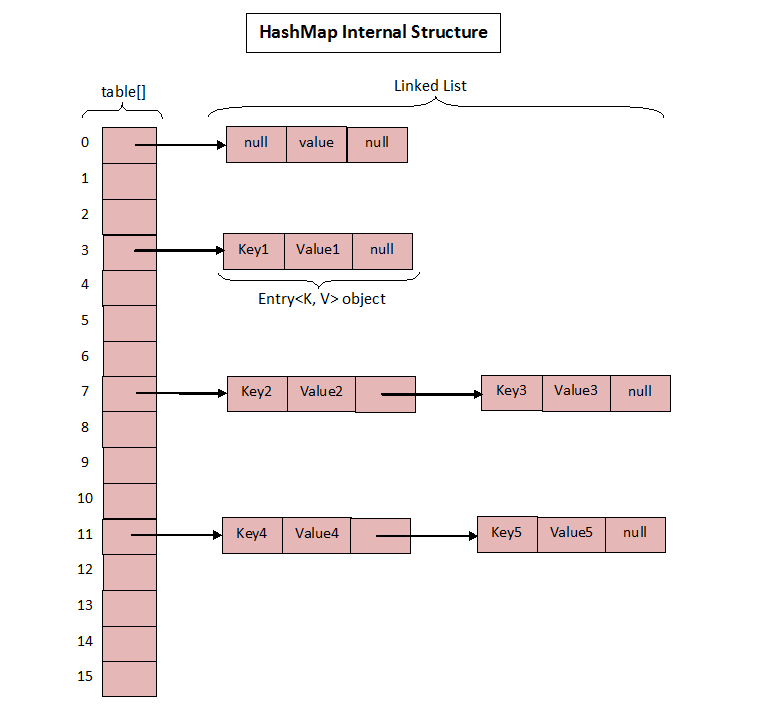 HashMap Internal Structure
table[]
Linked List
0 null value null
1
2
3 Key1 Value1 null
4
Entry<K, V> object
5
6
7 Key2 Value2 Key3 Value3 null
8
9
10
11 Key4 Value4 Key5 Value5 null
12
13
14
15